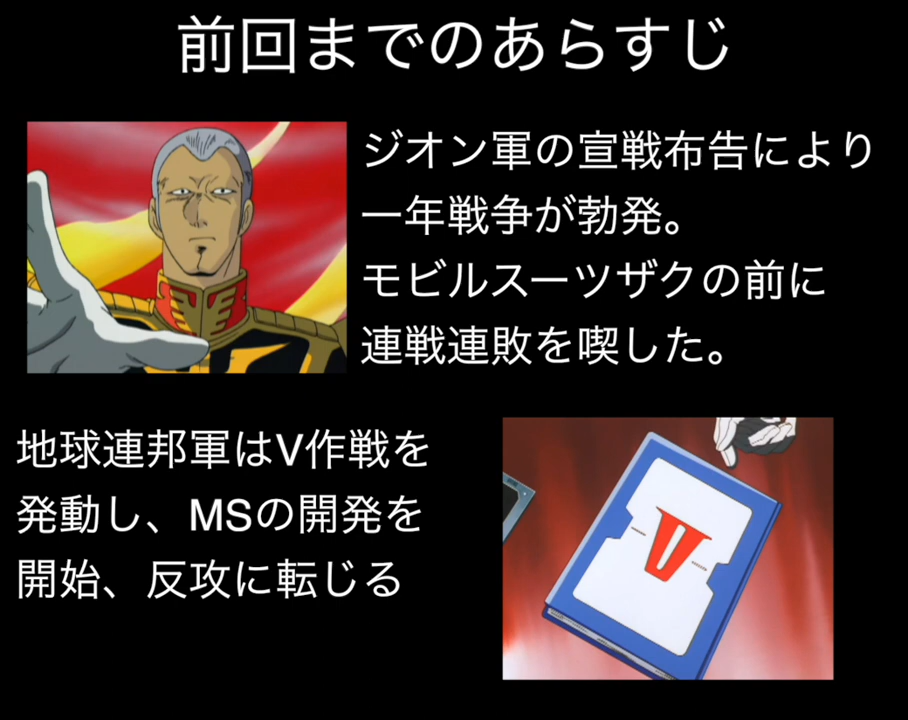 前回までのあらすじ
ジオン軍の宣戦布告により
一年戦争が勃発。
モビルスーツザクの前に
連戦連敗を喫した。
地球連邦軍はV作戦を
発動し、MSの開発を
開始、反攻に転じる
V